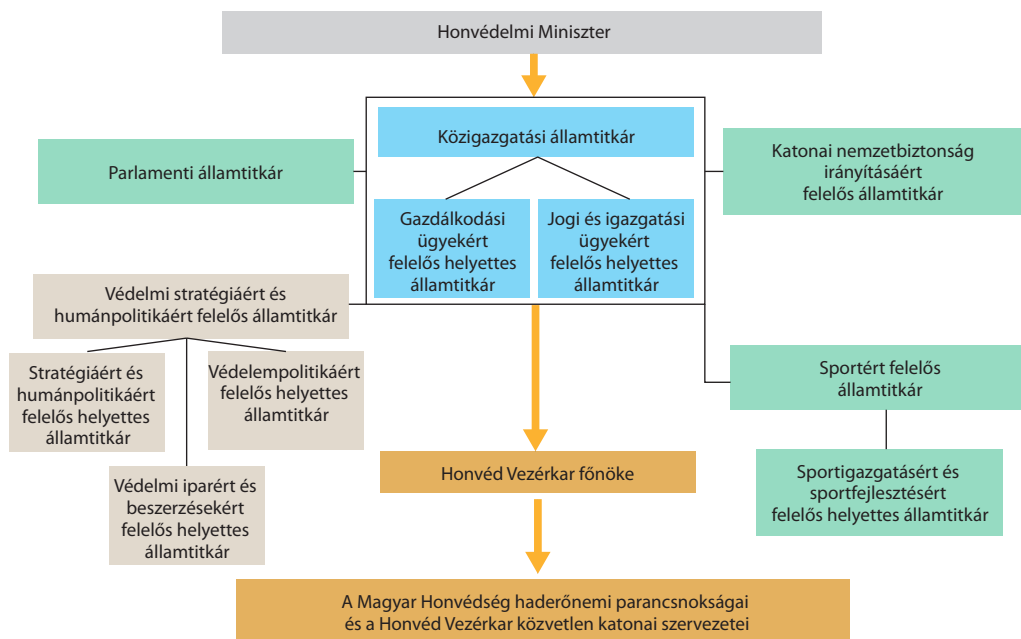 Honvédelmi Miniszter
Közigazgatási államtitkár
Parlamenti államtitkár
Katonai nemzetbiztonság
irányításáért
felelős államtitkár
Gazdálkodási
ügyekért
felelős helyettes
államtitkár
Jogi és igazgatási
ügyekért
felelős helyettes
államtitkár
Védelmi stratégiáért és
humánpolitikáért felelős államtitkár
Stratégiáért és
humánpolitikáért
felelős helyettes
államtitkár
Védelempolitikáért
felelős helyettes
államtitkár
Sportért felelős
államtitkár
Védelmi iparért és
beszerzésekért
felelős helyettes
államtitkár
Honvéd Vezérkar főnöke
Sportigazgatásért és
sportfejlesztésért
felelős helyettes államtitkár
A Magyar Honvédség haderőnemi parancsnokságai
és a Honvéd Vezérkar közvetlen katonai szervezetei